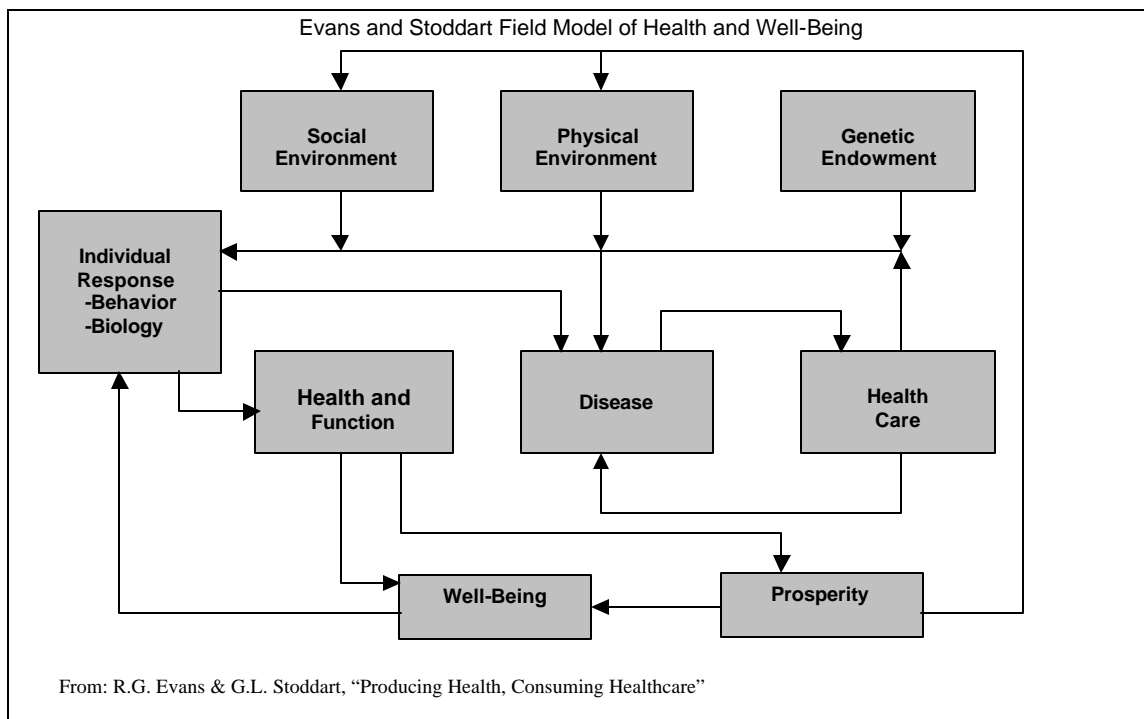 Evans and Stoddart Field Model of Health and Well-Being
Social
Environment
Physical
Environment
Genetic
Endowment
Individual
Response
-Behavior
-Biology
Health and
Function
Disease
Health
Care
Well-Being
Prosperity
From: R.G. Evans & G.L. Stoddart, “Producing Health, Consuming Healthcare”